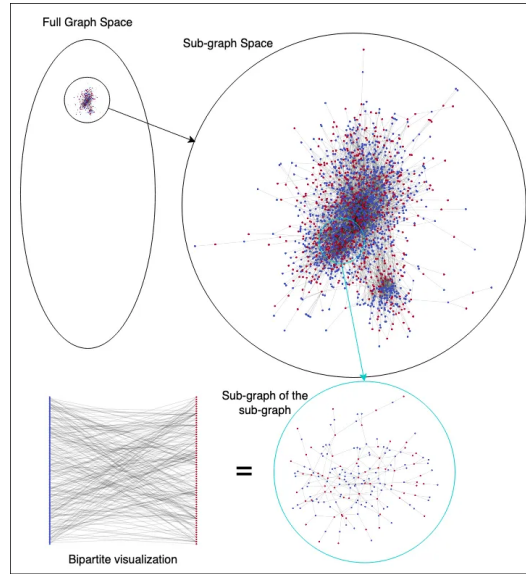 Full Graph Space
Sub-graph Space
Sub-graph of the
sub-graph
=
Bipartite visualization